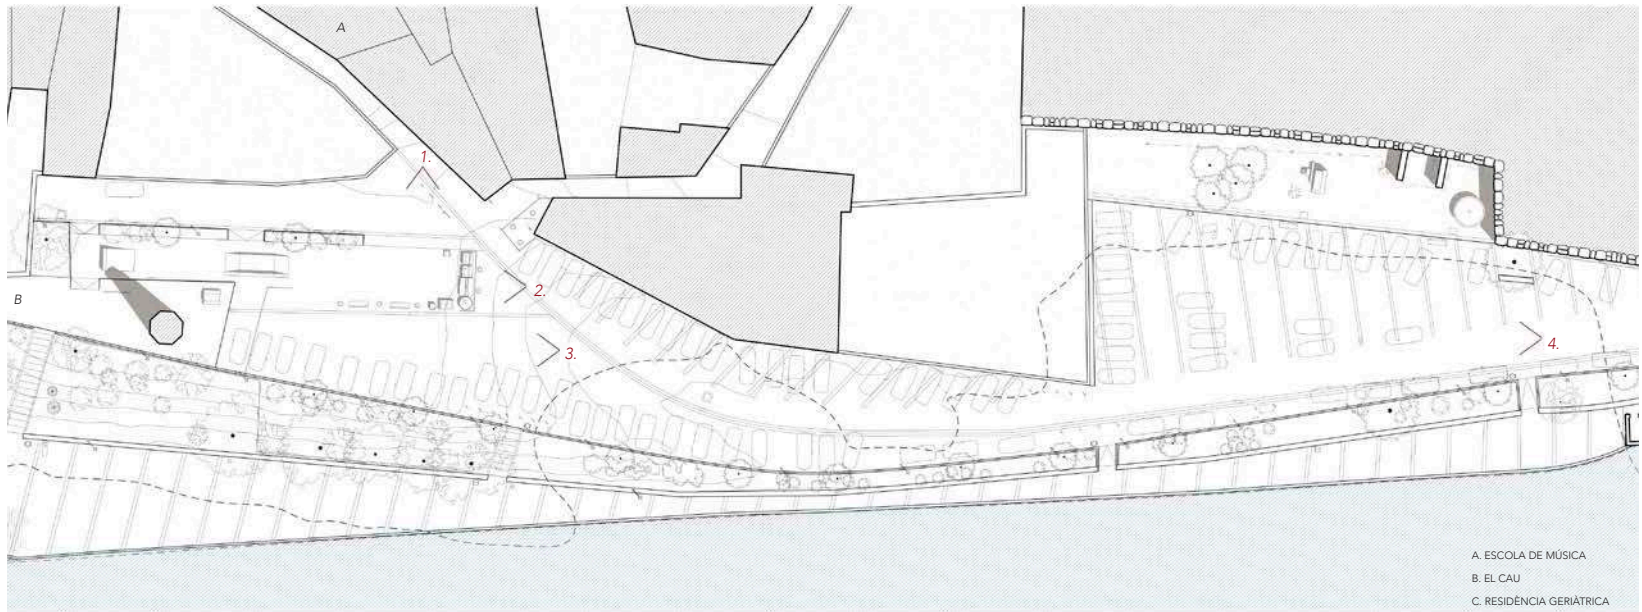 A
1.
B
2.
3.
4.
A. ESCOLA DE MÚSICA
B. EL CAU
C. RESIDÈNCIA GERIÀTRICA